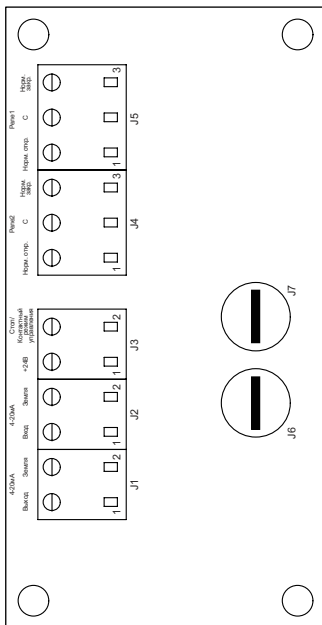 Реле1
Норм. закр.
С
Норм. откр.
3
1
J5
Реле2
Норм. закр.
С
Норм. откр.
3
1
J4
Стоп/
Контактный
режим
управления
+24В
2
1
J3
4-20мА
Земля
Вход
2
1
J2
4-20мА
Земля
Выход
2
1
J1
J7
J6